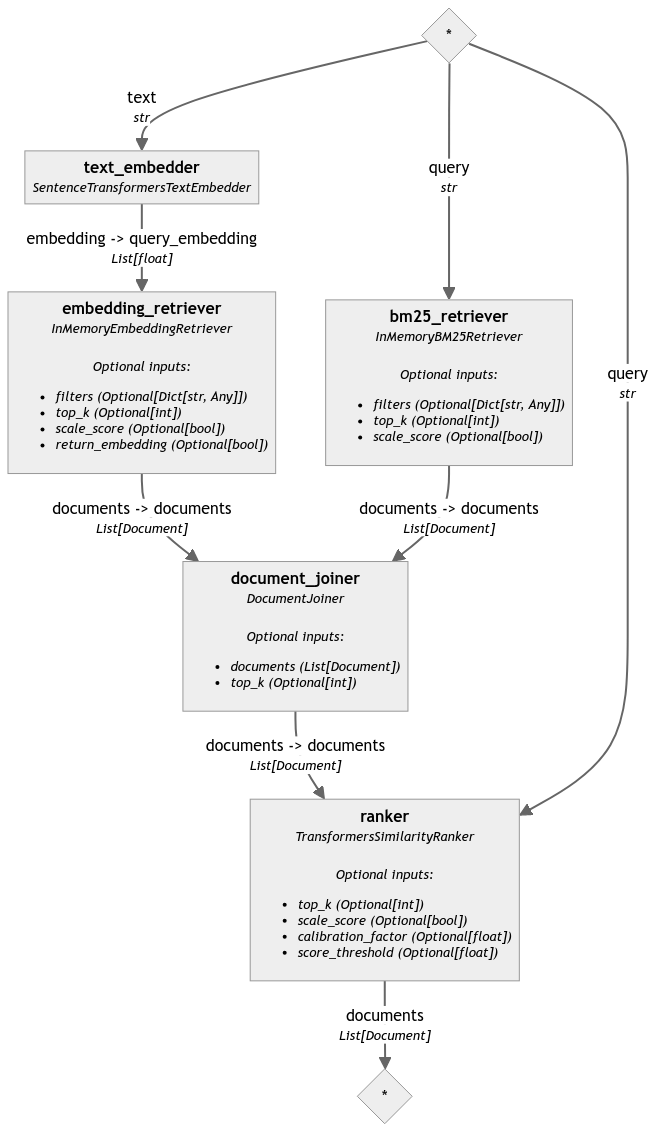 *
text
str
text_embedder
SentenceTransformersTextEmbedder
query
str
embedding -> query_embedding
List[float]
embedding_retriever
InMemoryEmbeddingRetriever
Optional inputs:
• filters (Optional[Dict[str, Any]])
• top_k (Optional[int])
• scale_score (Optional[bool])
• return_embedding (Optional[bool])
bm25_retriever
InMemoryBM25Retriever
Optional inputs:
• filters (Optional[Dict[str, Any]])
• top_k (Optional[int])
• scale_score (Optional[bool])
query
str
documents -> documents
List[Document]
documents -> documents
List[Document]
document_joiner
DocumentJoiner
Optional inputs:
• documents (List[Document])
• top_k (Optional[int])
documents -> documents
List[Document]
ranker
TransformersSimilarityRanker
Optional inputs:
• top_k (Optional[int])
• scale_score (Optional[bool])
• calibration_factor (Optional[float])
• score_threshold (Optional[float])
documents
List[Document]
*